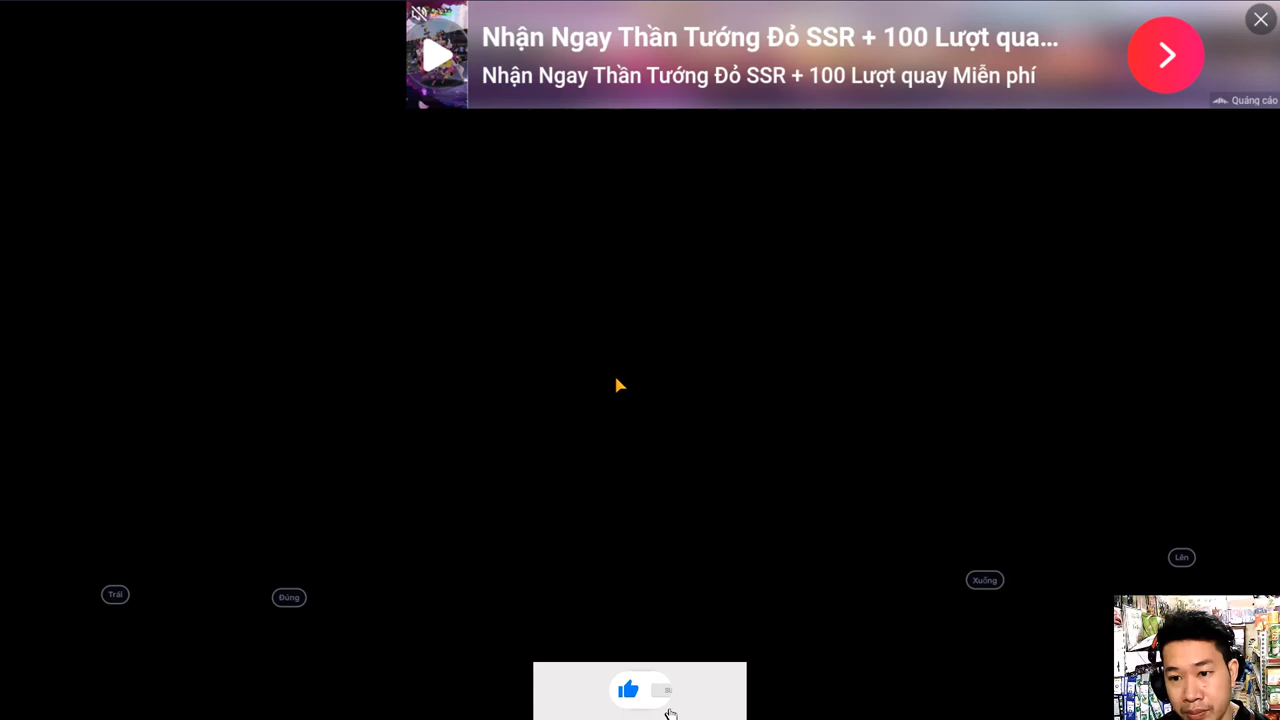 Nhận Ngay Thần Tướng Đỏ SSR + 100 Lượt qua...
Nhận Ngay Thần Tướng Đỏ SSR + 100 Lượt quay Miễn phí
Quảng cáo
Lên
Xuống
Trái
Đúng